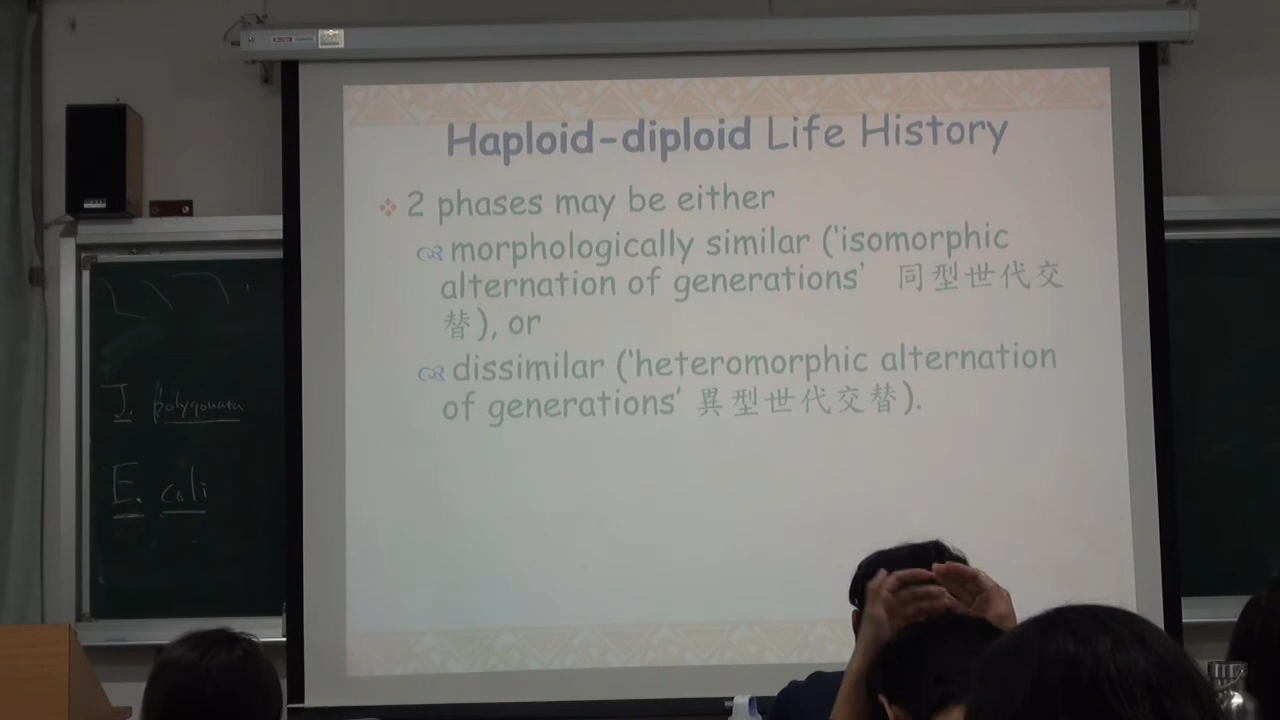 Haploid-diploid Life History
2 phases may be either
morphologically similar ('isomorphic
alternation of generations' 同型世代交
替), or
dissimilar ('heteromorphic alternation
of generations' 異型世代交替).
J. polygonata
E. coli